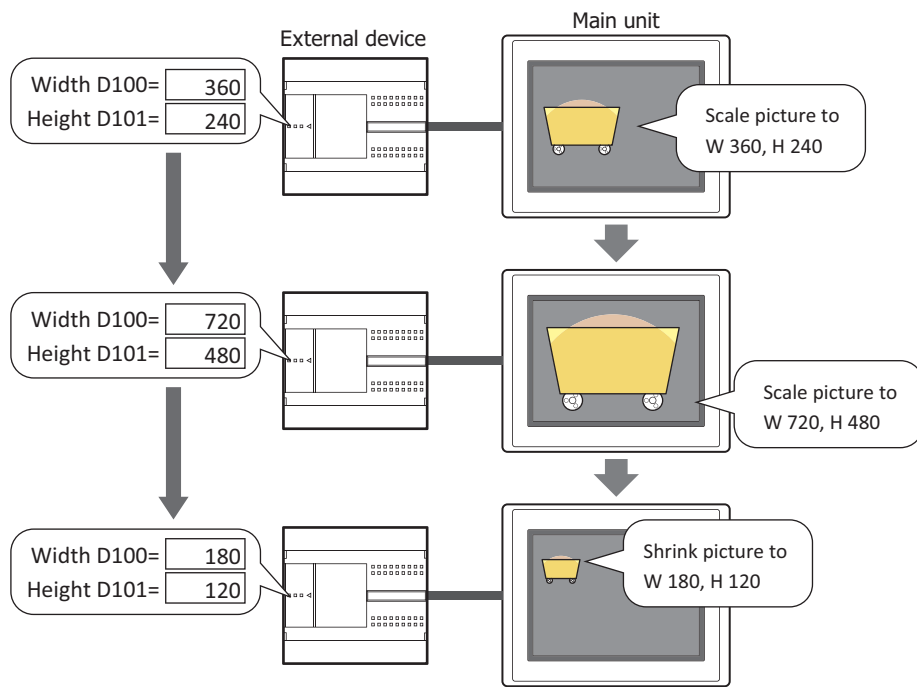 External device
Main unit
Width D100= 360
Height D101= 240
Scale picture to
W 360, H 240
Width D100= 720
Height D101= 480
Scale picture to
W 720, H 480
Width D100= 180
Height D101= 120
Shrink picture to
W 180, H 120